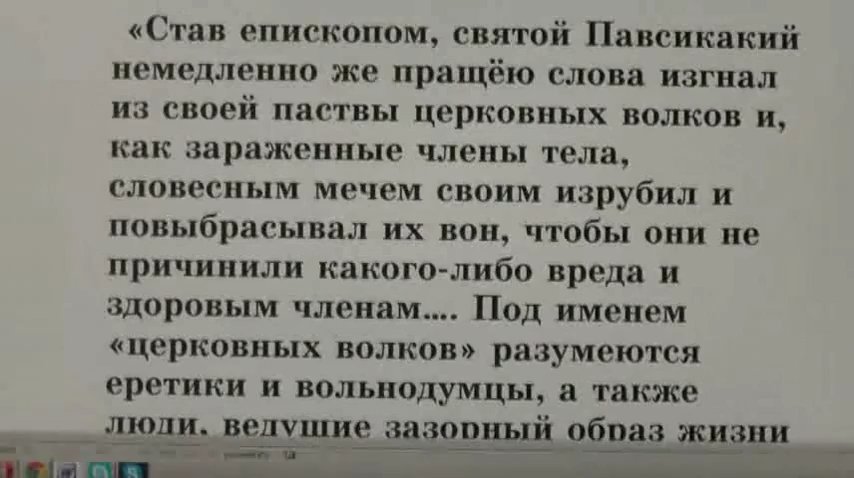 «Став епископом, святой Павсикакий
немедленно же пращёю слова изгнал
из своей паствы церковных волков и,
как зараженные члены тела,
словесным мечем своим изрубил и
повыбрасывал их вон, чтобы они не
причинили какого-либо вреда и
здоровым членам.... Под именем
«церковных волков» разумеются
еретики и вольнодумцы, а также
люди, ведущие зазорный образ жизни